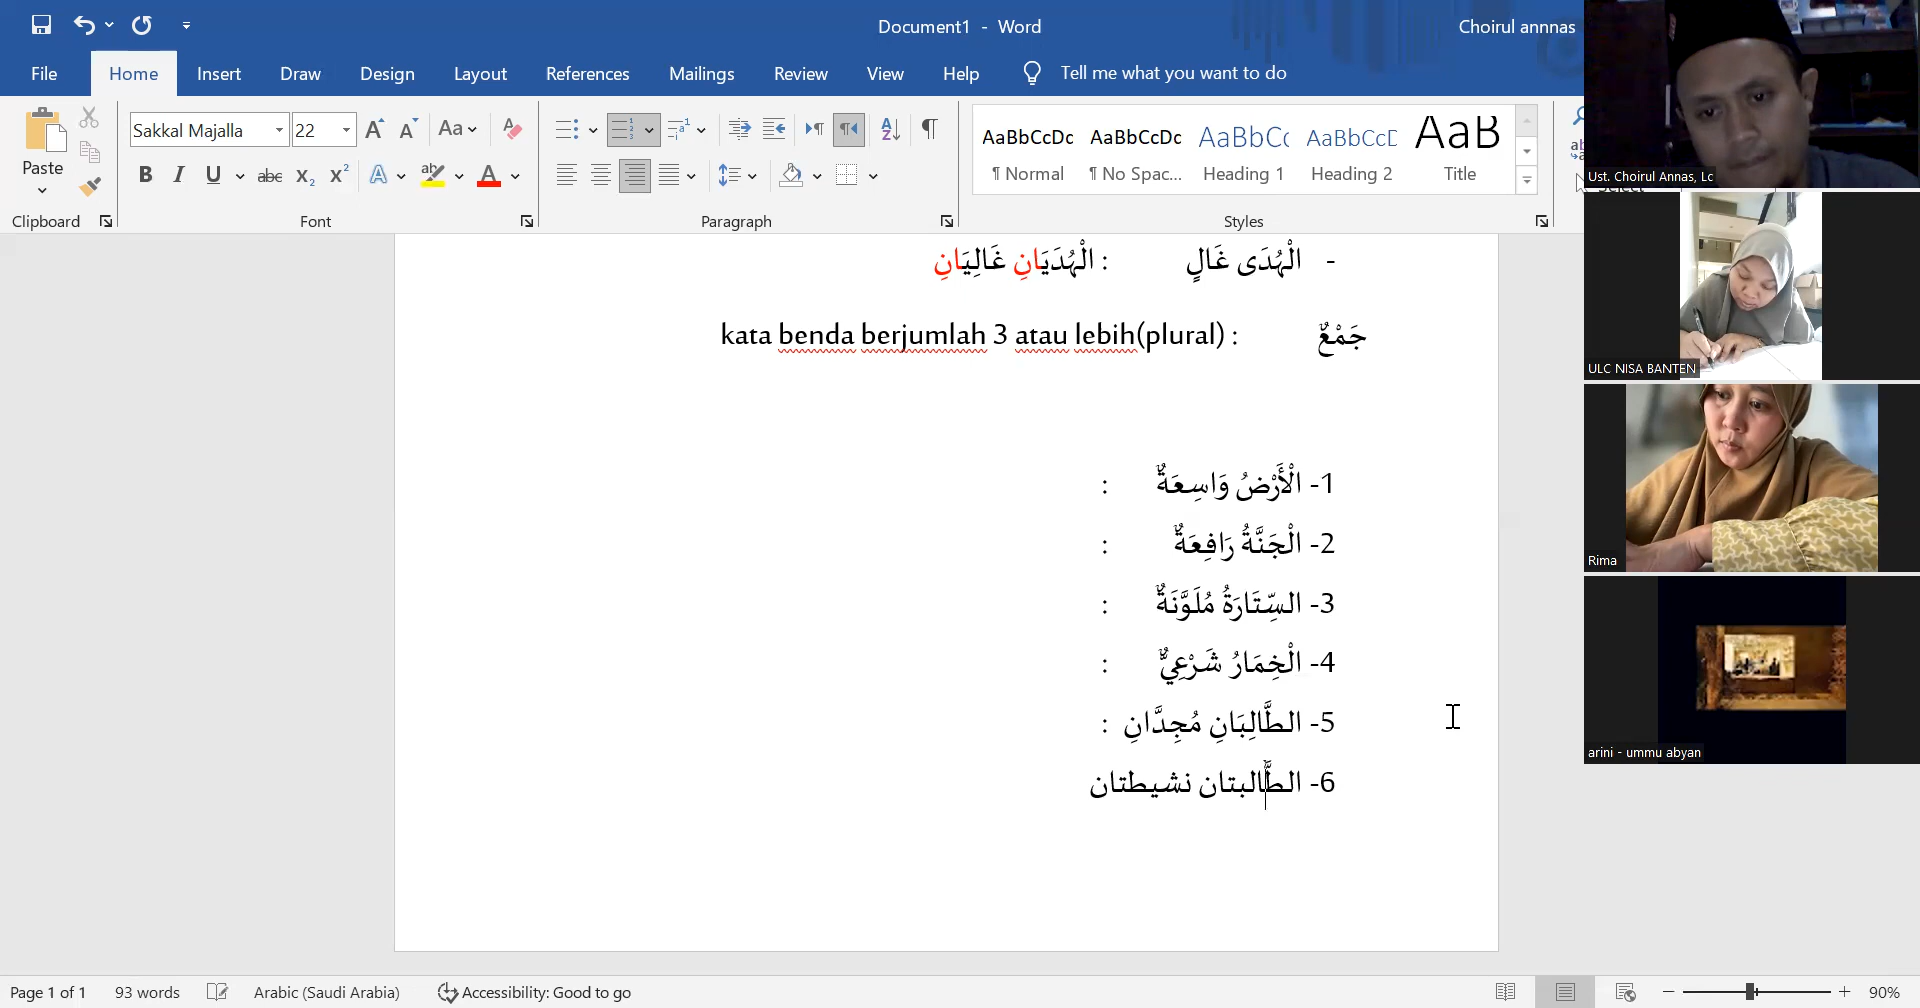 Document1 - Word
Choirul annnas
File Home Insert Draw Design Layout References Mailings Review View Help Tell me what you want to do
Sakkal Majalla 22
Paste
Clipboard Font Paragraph Styles
AaBbCcDc AaBbCcDc AaBbCc AaBbCcD AaB
¶ Normal ¶ No Spac... Heading 1 Heading 2 Title
Select
- الْهُدَى غَالٍ : الْهُدَيَانِ غَالِيَانِ
جَمْعٌ : kata benda berjumlah 3 atau lebih(plural)
1- الْأَرْضُ وَاسِعَةٌ :
2- الْجَنَّةُ رَافِعَةٌ :
3- السِّتَارَةُ مُلَوَّنَةٌ :
4- الْخِمَارُ شَرْعِيٌّ :
5- الطَّالِبَانِ مُجِدَّانِ :
6- الطَّالبتان نشيطتان
Ust. Choirul Annas, Lc
ULC NISA BANTEN
Rima
arini - ummu abyan
Page 1 of 1 93 words Arabic (Saudi Arabia) Accessibility: Good to go 90%